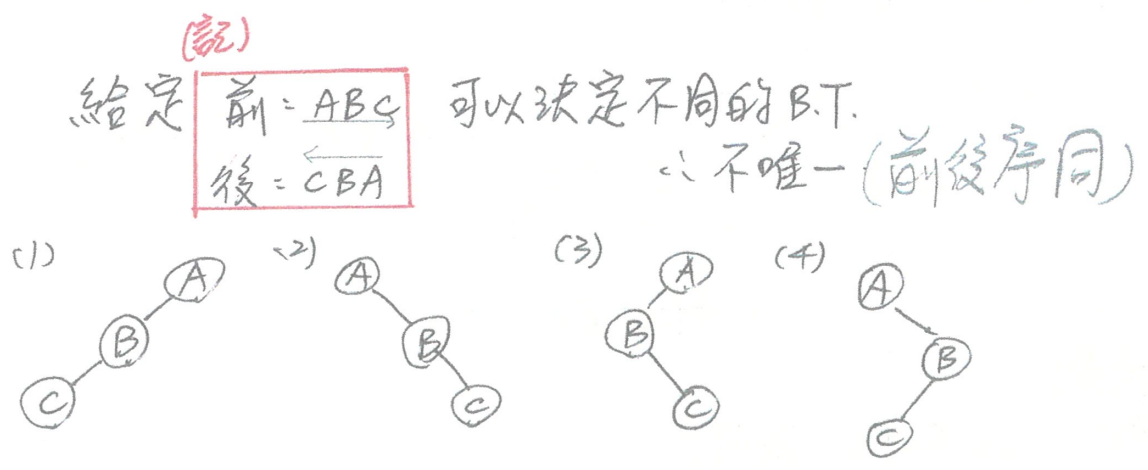 (記)
給定 前：ABC 可以決定不同的B.T.
後：CBA ∴不唯一(前後序同)
(1) (2) (3) (4)
A A A A
B B B B
C C C C